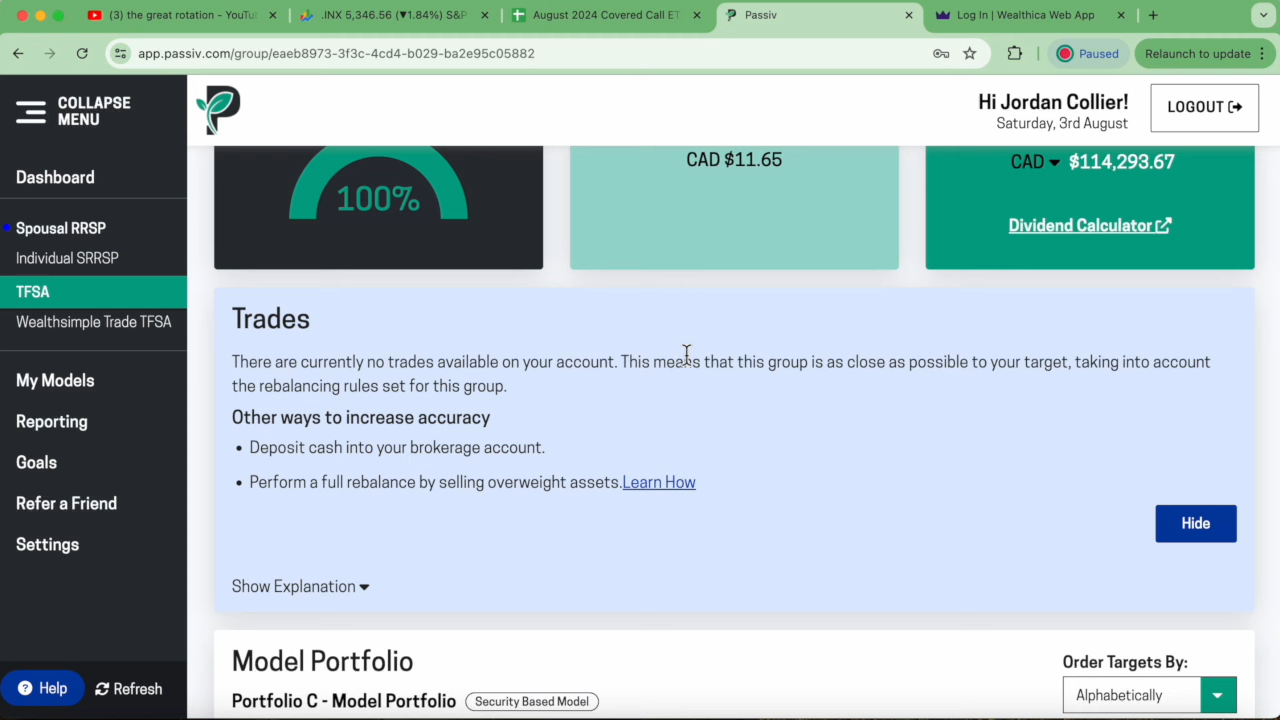 (3) the great rotation - YouTu
.INX 5,346.56 (▼1.84%) S&P
August 2024 Covered Call ET
Passiv
Log In | Wealthica Web App
app.passiv.com/group/eaeb8973-3f3c-4cd4-b029-ba2e95c05882
Paused
Relaunch to update
COLLAPSE
MENU
Hi Jordan Collier!
Saturday, 3rd August
LOGOUT
Dashboard
Spousal RRSP
Individual SRRSP
TFSA
Wealthsimple Trade TFSA
My Models
Reporting
Goals
Refer a Friend
Settings
Help
Refresh
100%
CAD $11.65
CAD $114,293.67
Dividend Calculator
Trades
There are currently no trades available on your account. This means that this group is as close as possible to your target, taking into account
the rebalancing rules set for this group.
Other ways to increase accuracy
• Deposit cash into your brokerage account.
• Perform a full rebalance by selling overweight assets.Learn How
Hide
Show Explanation
Model Portfolio
Order Targets By:
Portfolio C - Model Portfolio Security Based Model
Alphabetically